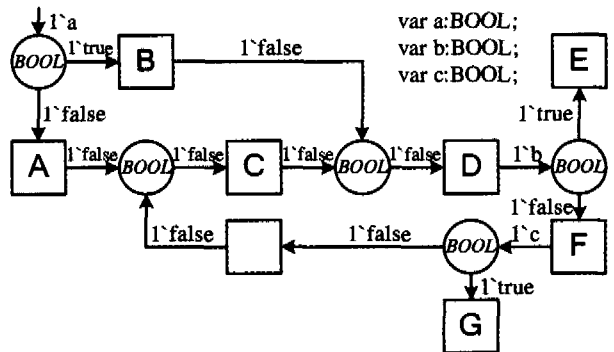 1`a
var a:BOOL;
var b:BOOL;
var c:BOOL;
BOOL
1`true
B
1`false
E
1`false
1`true
A
1`false
BOOL
1`false
C
1`false
BOOL
1`false
D
1`b
BOOL
1`false
1`false
1`false
BOOL
1`c
F
1`true
G